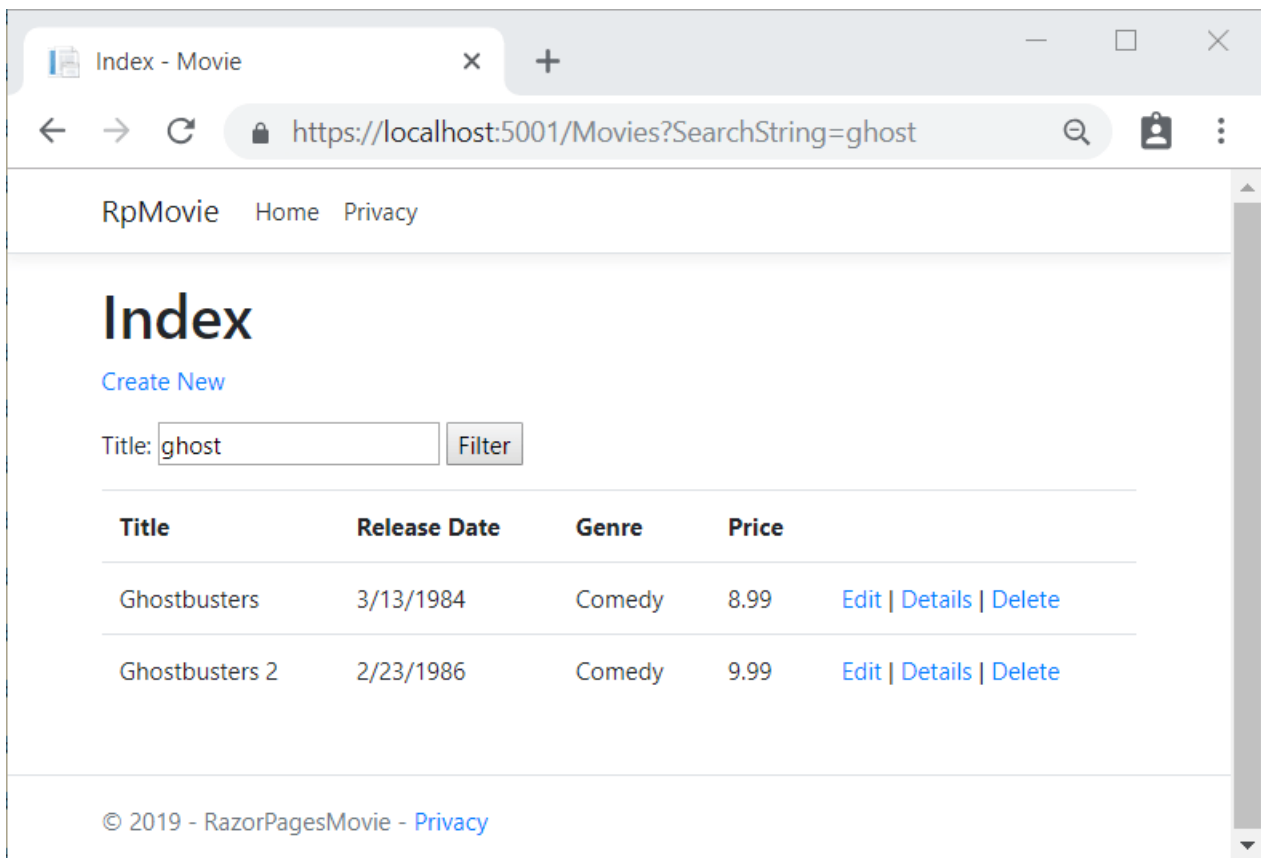 Index - Movie
https://localhost:5001/Movies?SearchString=ghost
RpMovie Home Privacy
Index
Create New
Title: ghost Filter
Title Release Date Genre Price
Ghostbusters 3/13/1984 Comedy 8.99 Edit | Details | Delete
Ghostbusters 2 2/23/1986 Comedy 9.99 Edit | Details | Delete
© 2019 - RazorPagesMovie - Privacy